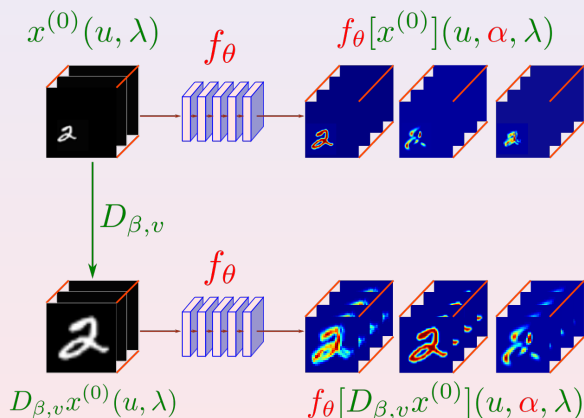 x^{(0)}(u, λ)
f_θ
f_θ[x^{(0)}](u, α, λ)
D_{β,v}
f_θ
D_{β,v}x^{(0)}(u, λ)
f_θ[D_{β,v}x^{(0)}](u, α, λ)